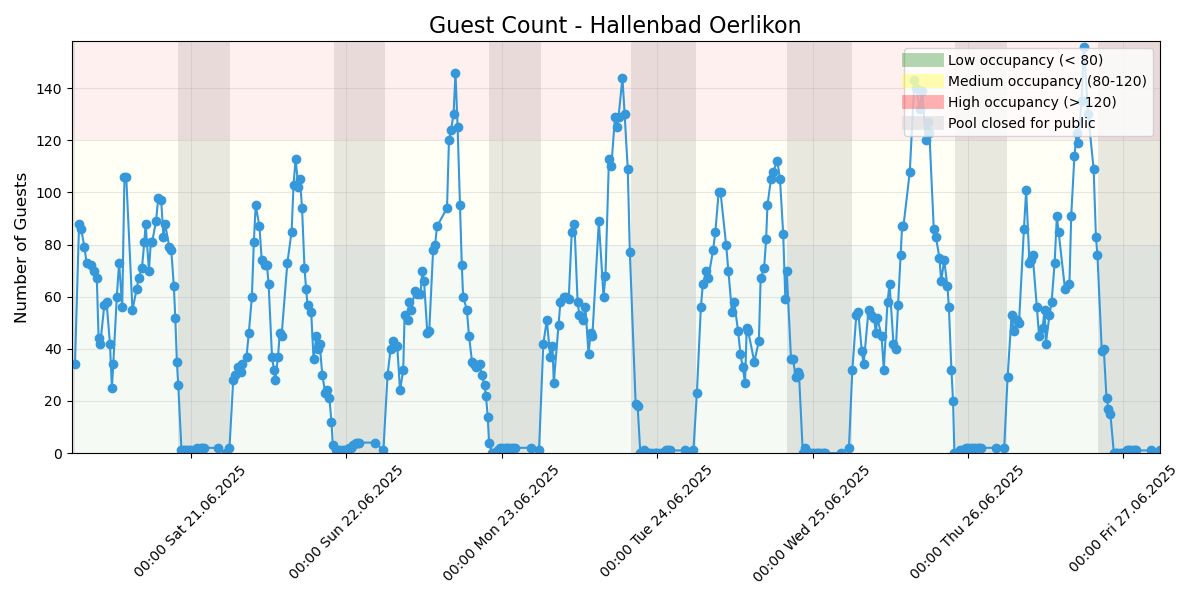 Guest Count - Hallenbad Oerlikon
Number of Guests
140
120
100
80
60
40
20
0
Low occupancy (< 80)
Medium occupancy (80-120)
High occupancy (> 120)
Pool closed for public
00:00 Sat 21.06.2025
00:00 Sun 22.06.2025
00:00 Mon 23.06.2025
00:00 Tue 24.06.2025
00:00 Wed 25.06.2025
00:00 Thu 26.06.2025
00:00 Fri 27.06.2025